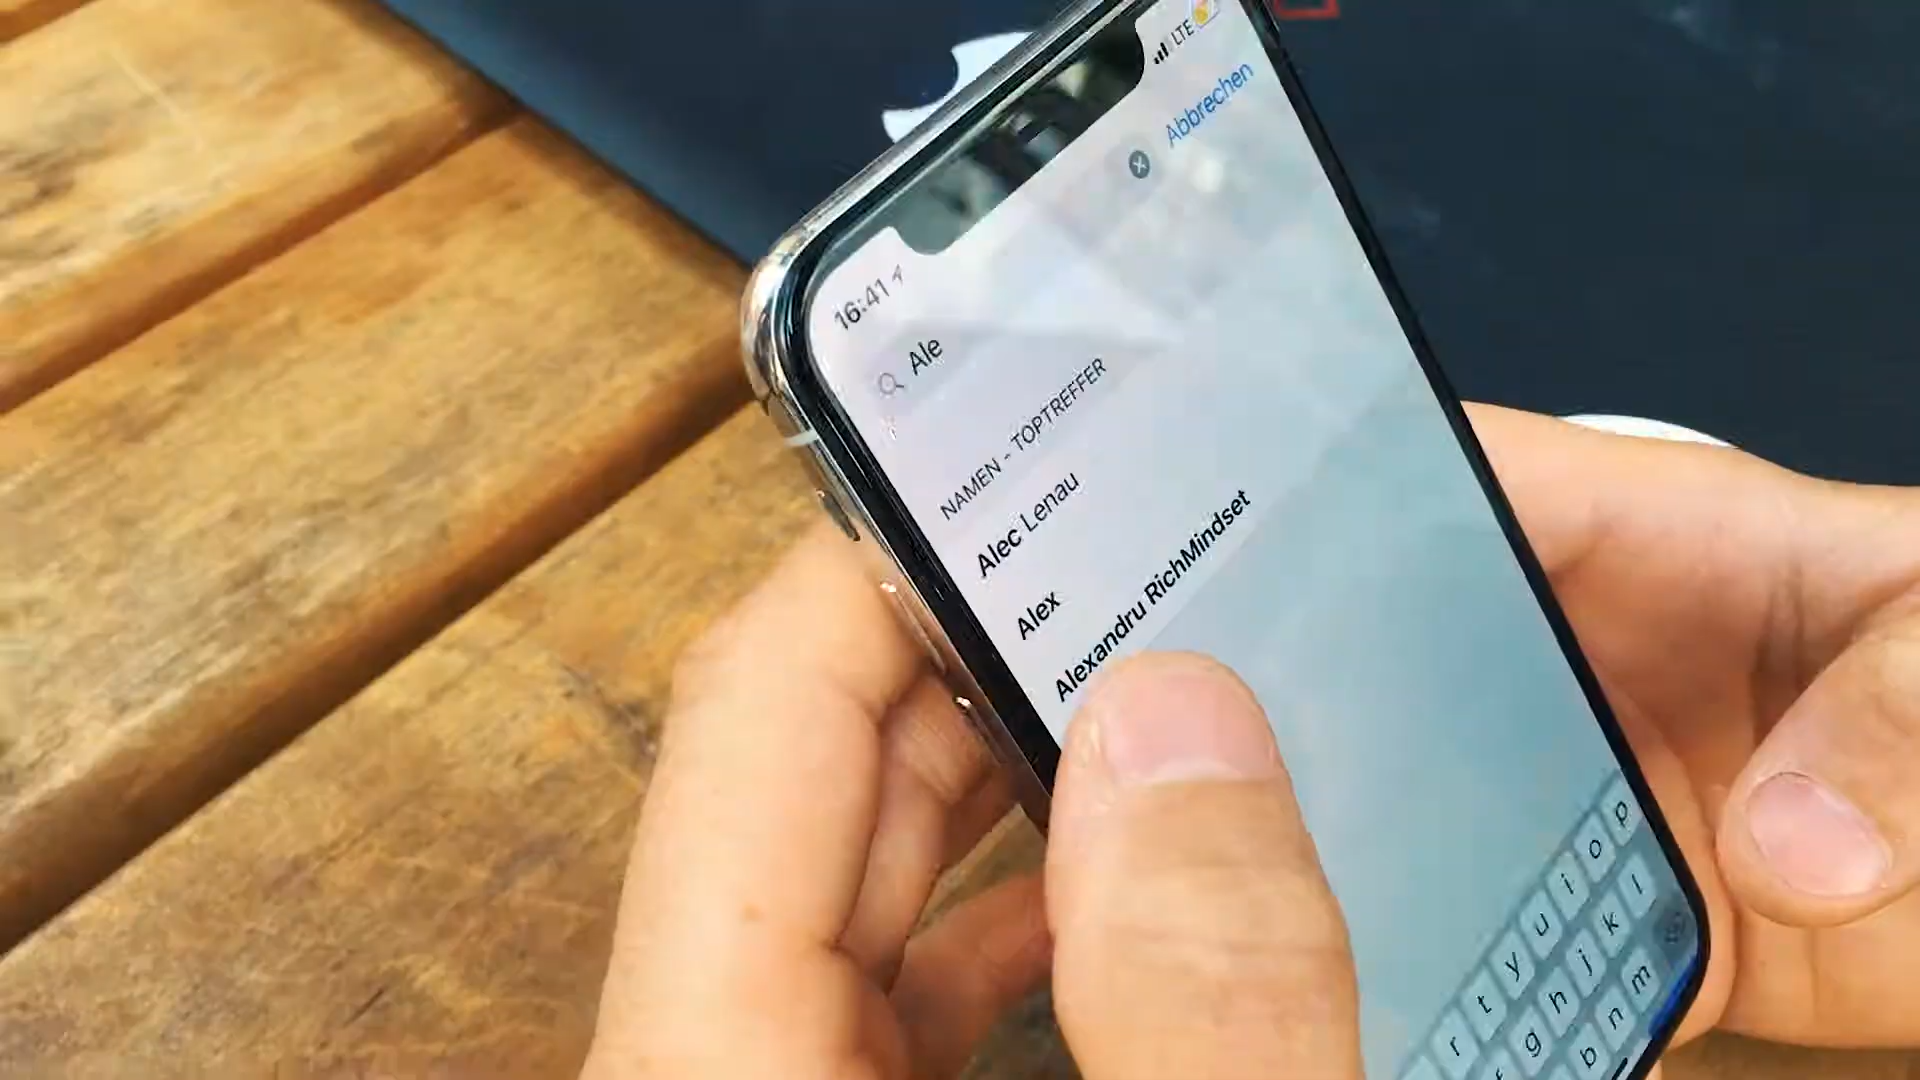 16:41
LTE
Ale
Abbrechen
NAMEN - TOPTREFFER
Alec Lenau
Alex
Alexandru RichMindset
r t y u i o p
g h j k l
b n m